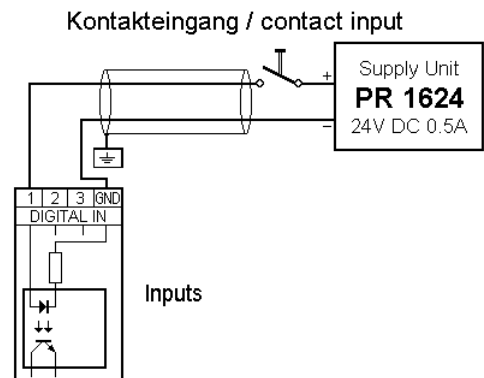 Kontakteingang / contact input
+
Supply Unit
PR 1624
24V DC 0.5A
−
1 2 3 GND
DIGITAL IN
Inputs